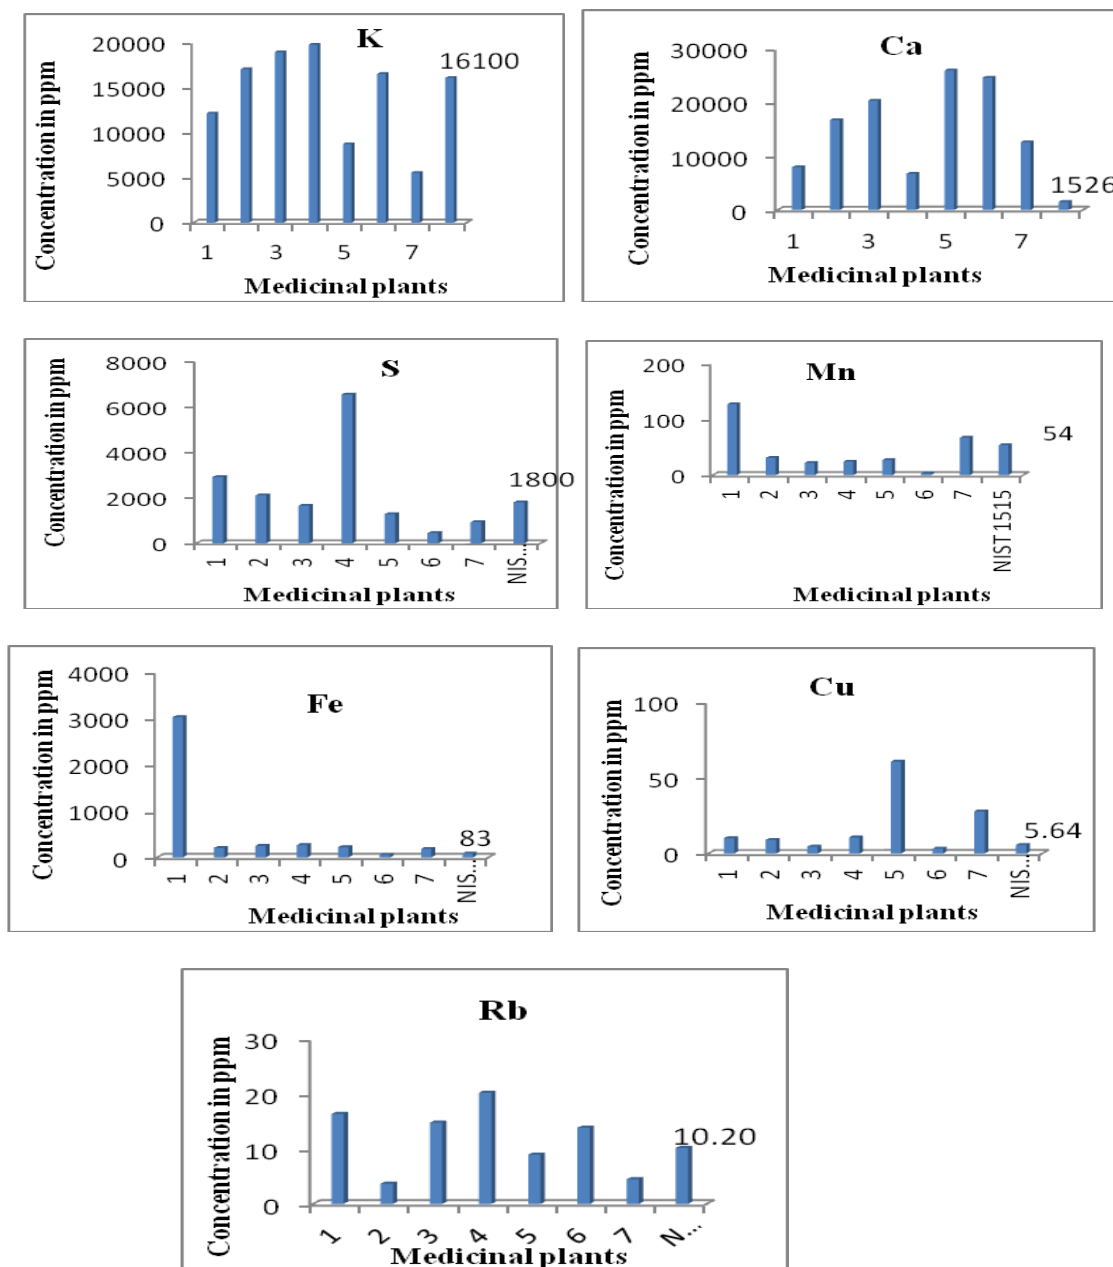 K
Concentration in ppm
20000
15000
10000
5000
0
16100
1 3 5 7
Medicinal plants
Ca
Concentration in ppm
30000
20000
10000
0
1526
1 3 5 7
Medicinal plants
S
Concentration in ppm
8000
6000
4000
2000
0
1800
1 2 3 4 5 6 7 NIS...
Medicinal plants
Mn
Concentration in ppm
200
100
0
54
1 2 3 4 5 6 7 NIST 1515
Medicinal plants
Fe
Concentration in ppm
4000
3000
2000
1000
0
83
1 2 3 4 5 6 7 NIS...
Medicinal plants
Cu
Concentration in ppm
100
50
0
5.64
1 2 3 4 5 6 7 NIS...
Medicinal plants
Rb
Concentration in ppm
30
20
10
0
10.20
1 2 3 4 5 6 7 N...
Medicinal plants